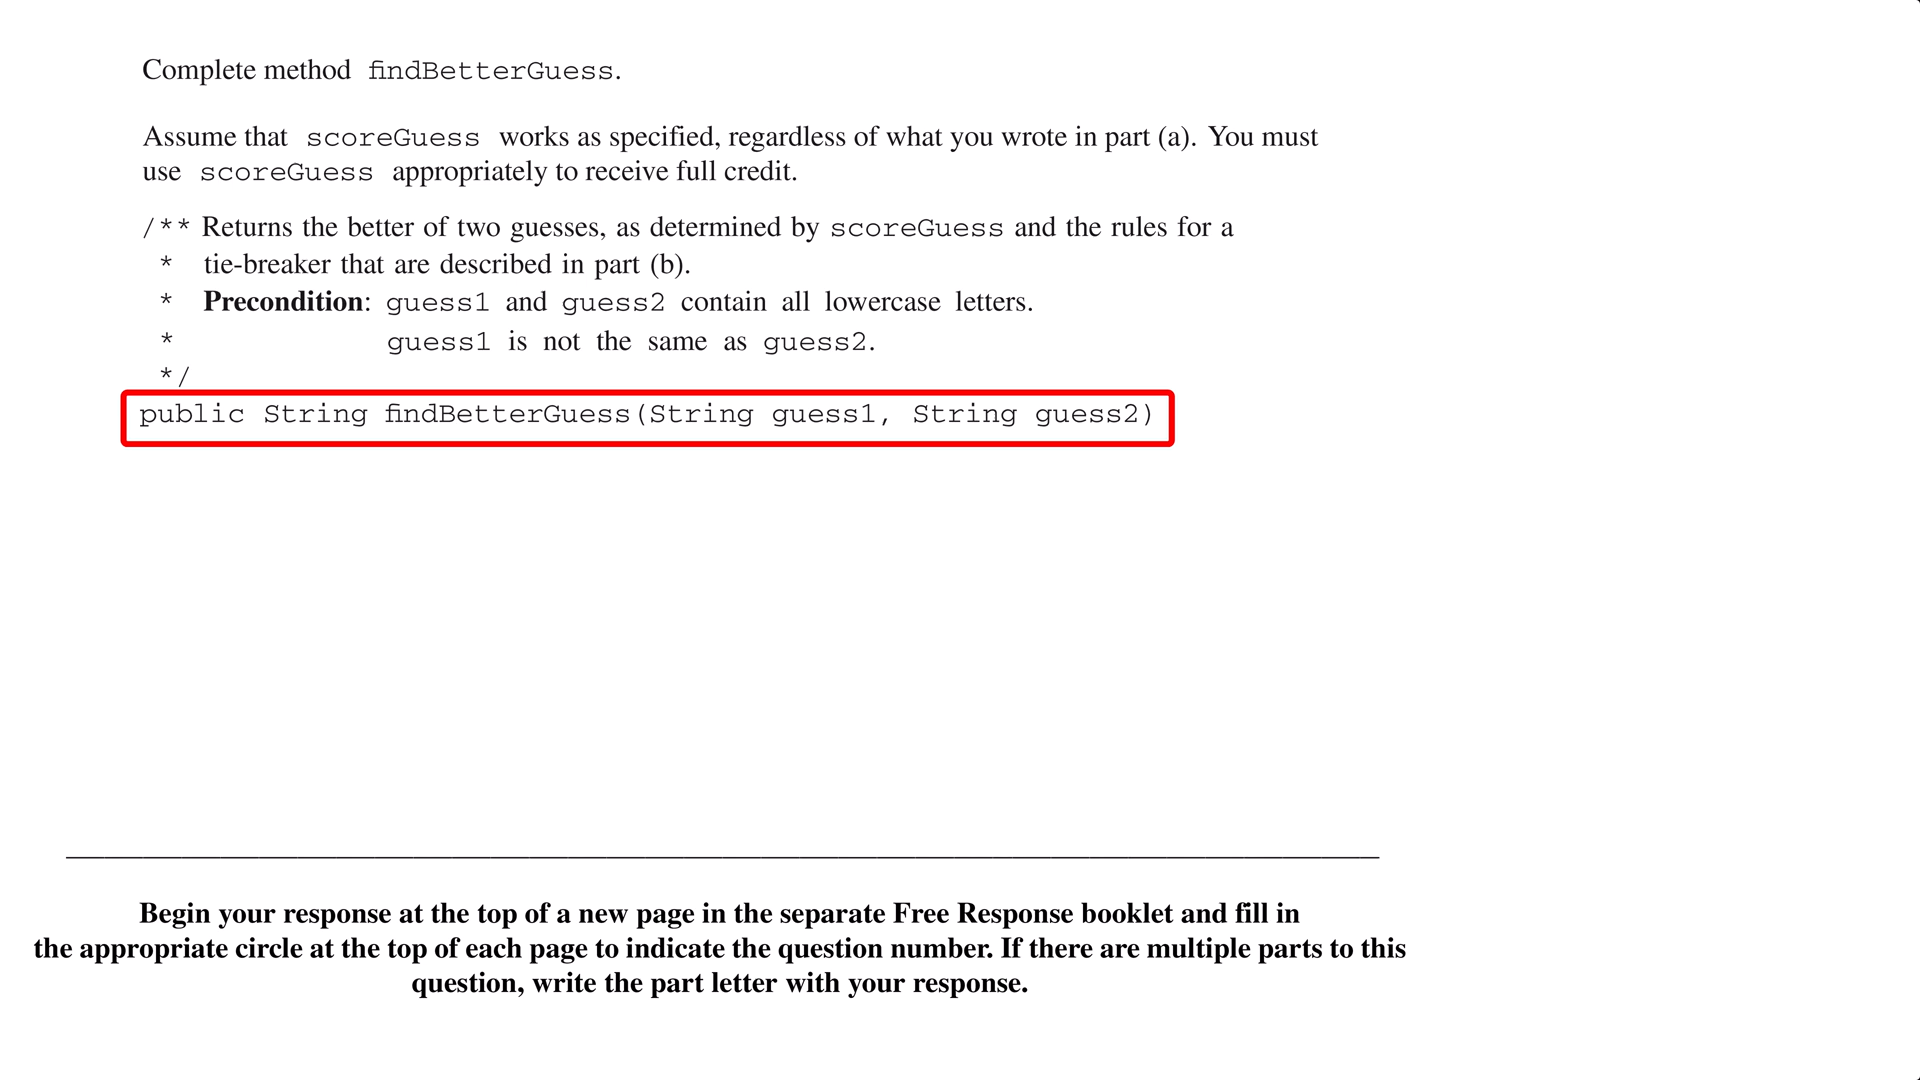 Complete method findBetterGuess.
Assume that scoreGuess works as specified, regardless of what you wrote in part (a). You must
use scoreGuess appropriately to receive full credit.
/** Returns the better of two guesses, as determined by scoreGuess and the rules for a
* tie-breaker that are described in part (b).
* Precondition: guess1 and guess2 contain all lowercase letters.
* guess1 is not the same as guess2.
*/
public String findBetterGuess(String guess1, String guess2)
Begin your response at the top of a new page in the separate Free Response booklet and fill in
the appropriate circle at the top of each page to indicate the question number. If there are multiple parts to this
question, write the part letter with your response.